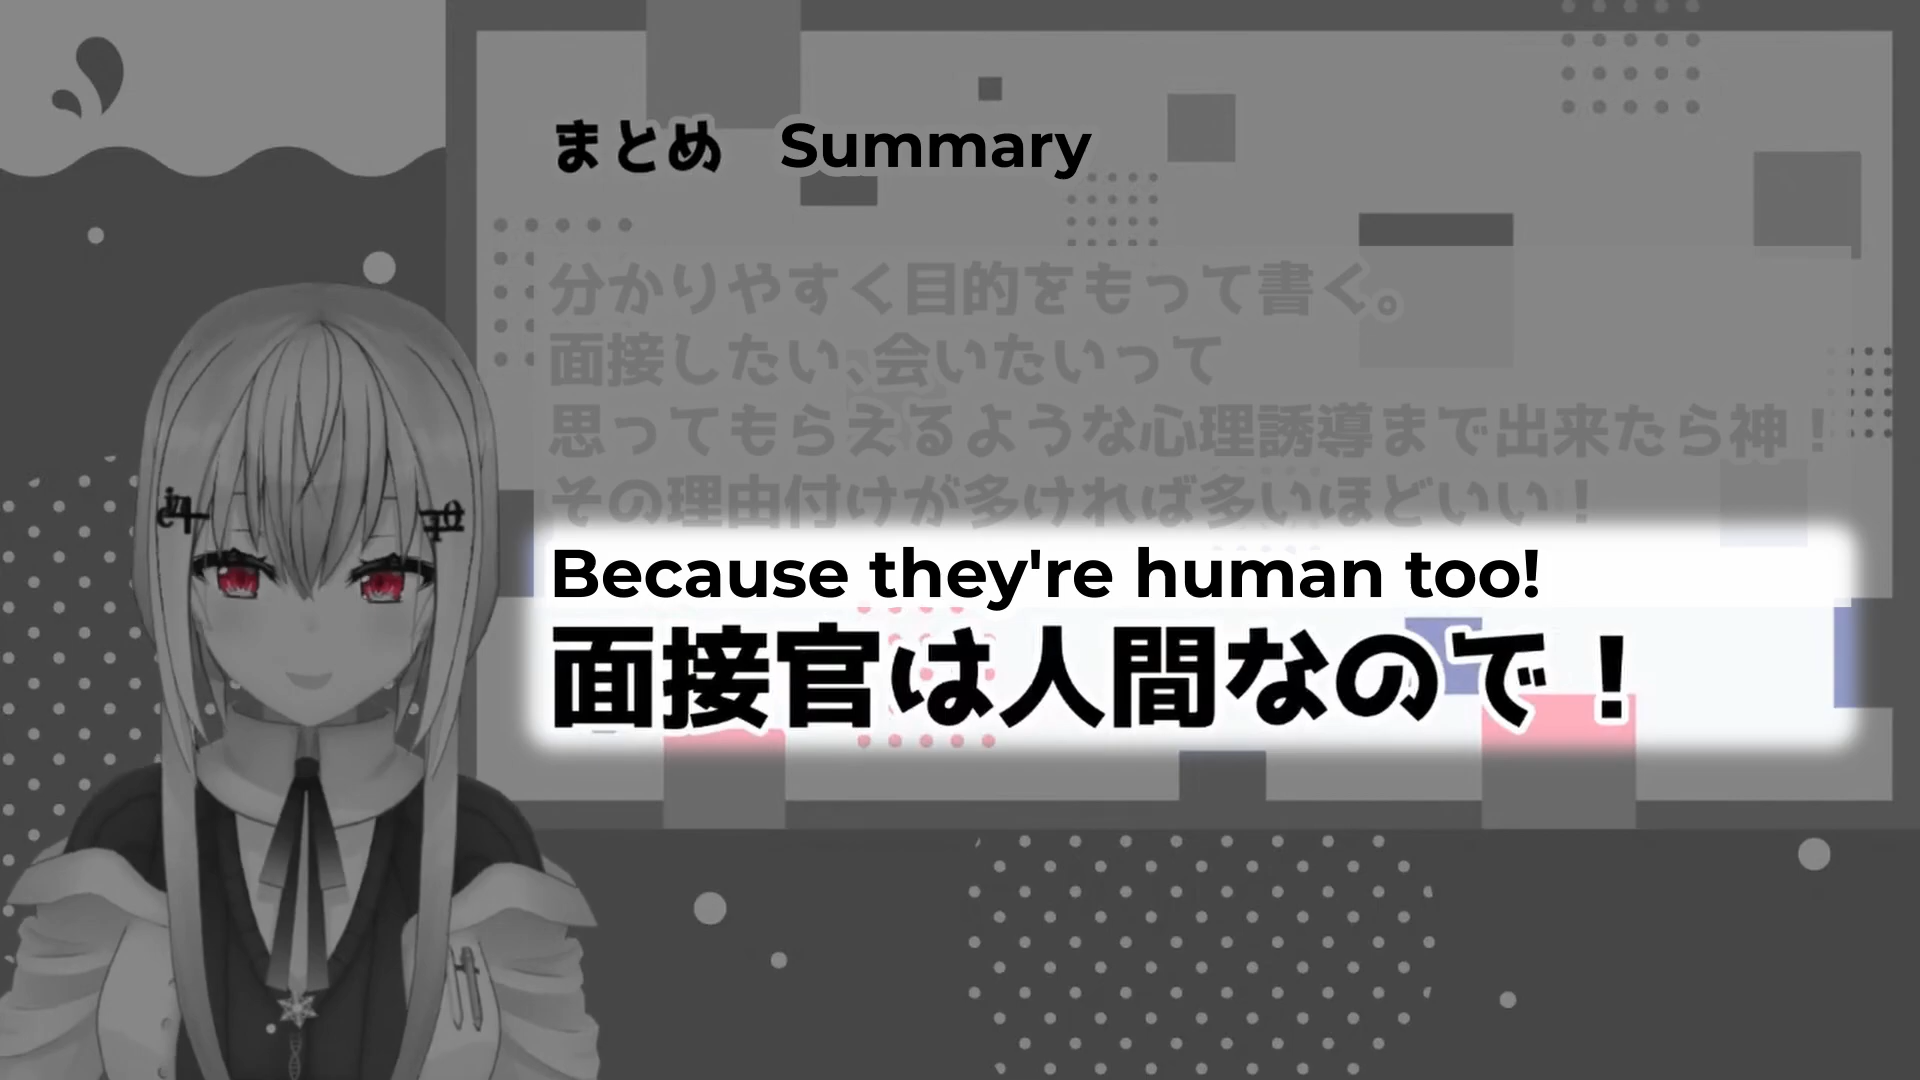 まとめ Summary
分かりやすく目的をもって書く。
面接したい、会いたいって
思ってもらえるような心理誘導まで出来たら神！
その理由付けが多ければ多いほどいい！
Because they're human too!
面接官は人間なので！